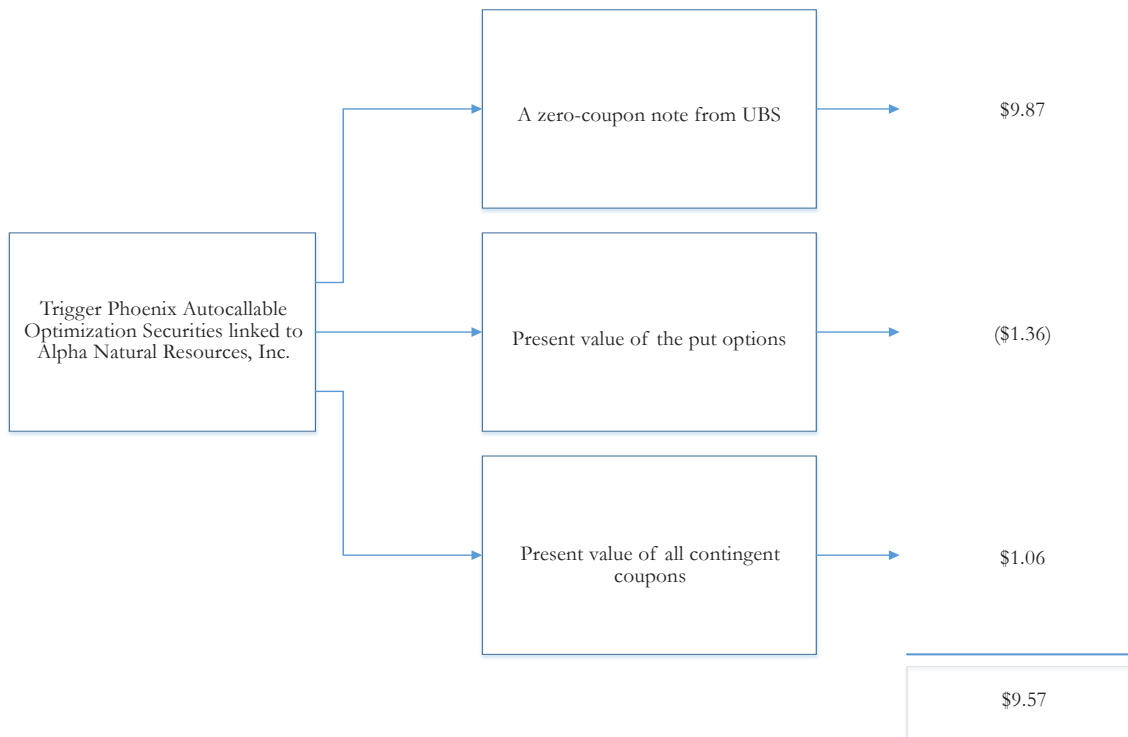 A zero-coupon note from UBS
$9.87
Trigger Phoenix Autocallable
Optimization Securities linked to
Alpha Natural Resources, Inc.
Present value of the put options
($1.36)
Present value of all contingent
coupons
$1.06
$9.57